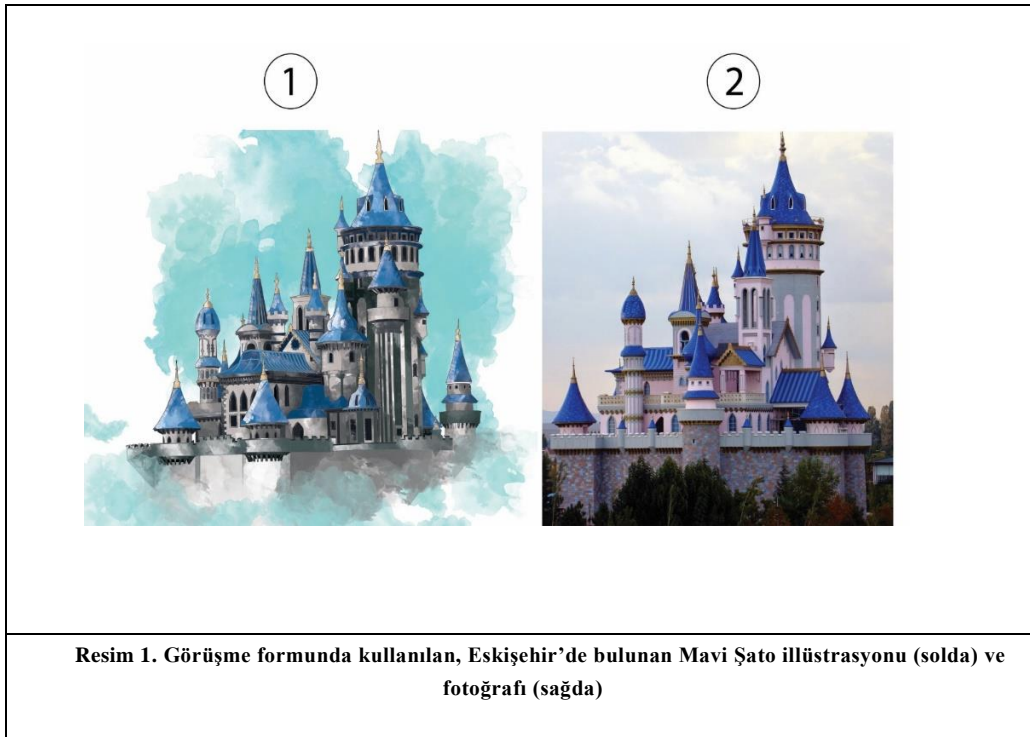 1
2
Resim 1. Görüşme formunda kullanılan, Eskişehir’de bulunan Mavi Şato illüstrasyonu (solda) ve
fotoğrafı (sağda)